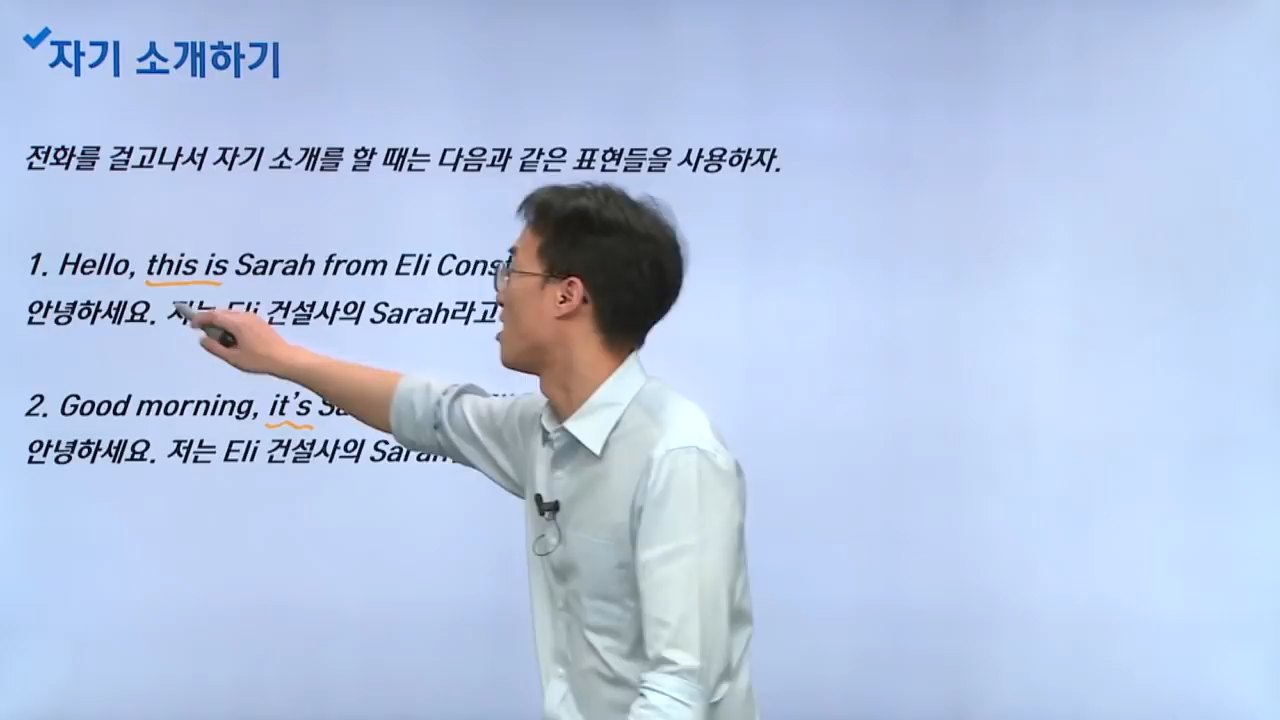 자기 소개하기
전화를 걸고나서 자기 소개를 할 때는 다음과 같은 표현들을 사용하자.
1. Hello, this is Sarah from Eli
안녕하세요. 저는 Eli 건설사의 Sarah라고
2. Good morning, it's
안녕하세요. 저는 Eli 건설사의